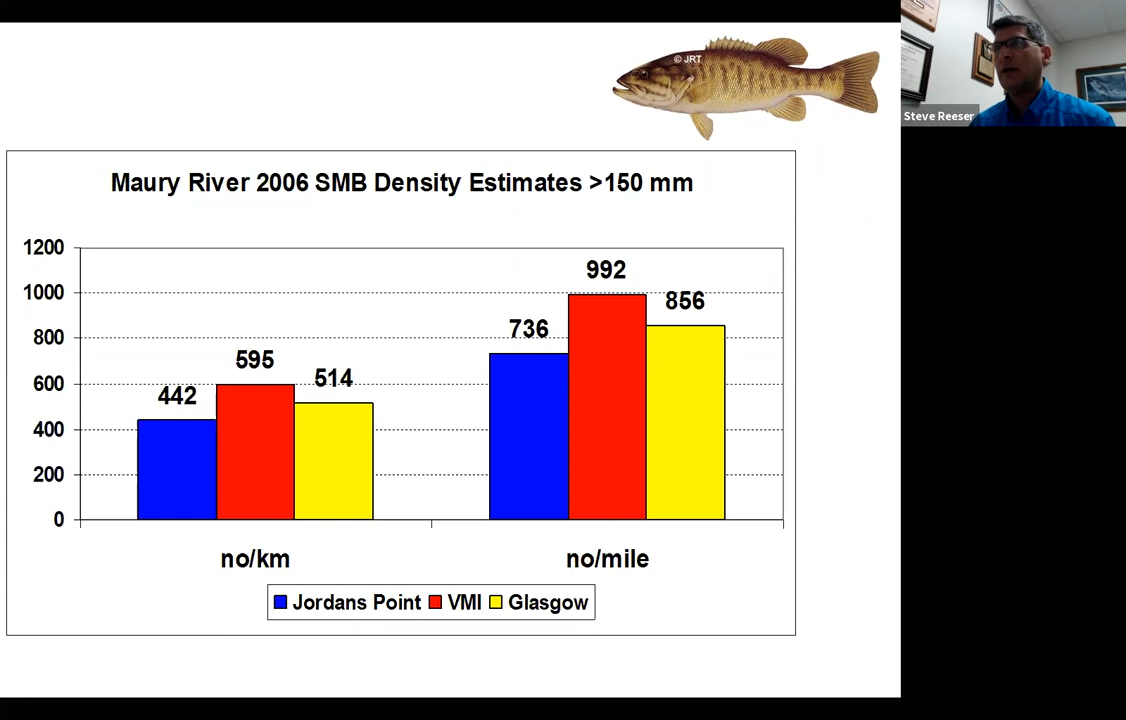 © JRT
Steve Reeser
Maury River 2006 SMB Density Estimates >150 mm
1200
1000
800
600
400
200
0
442
595
514
736
992
856
no/km
no/mile
Jordans Point VMI Glasgow